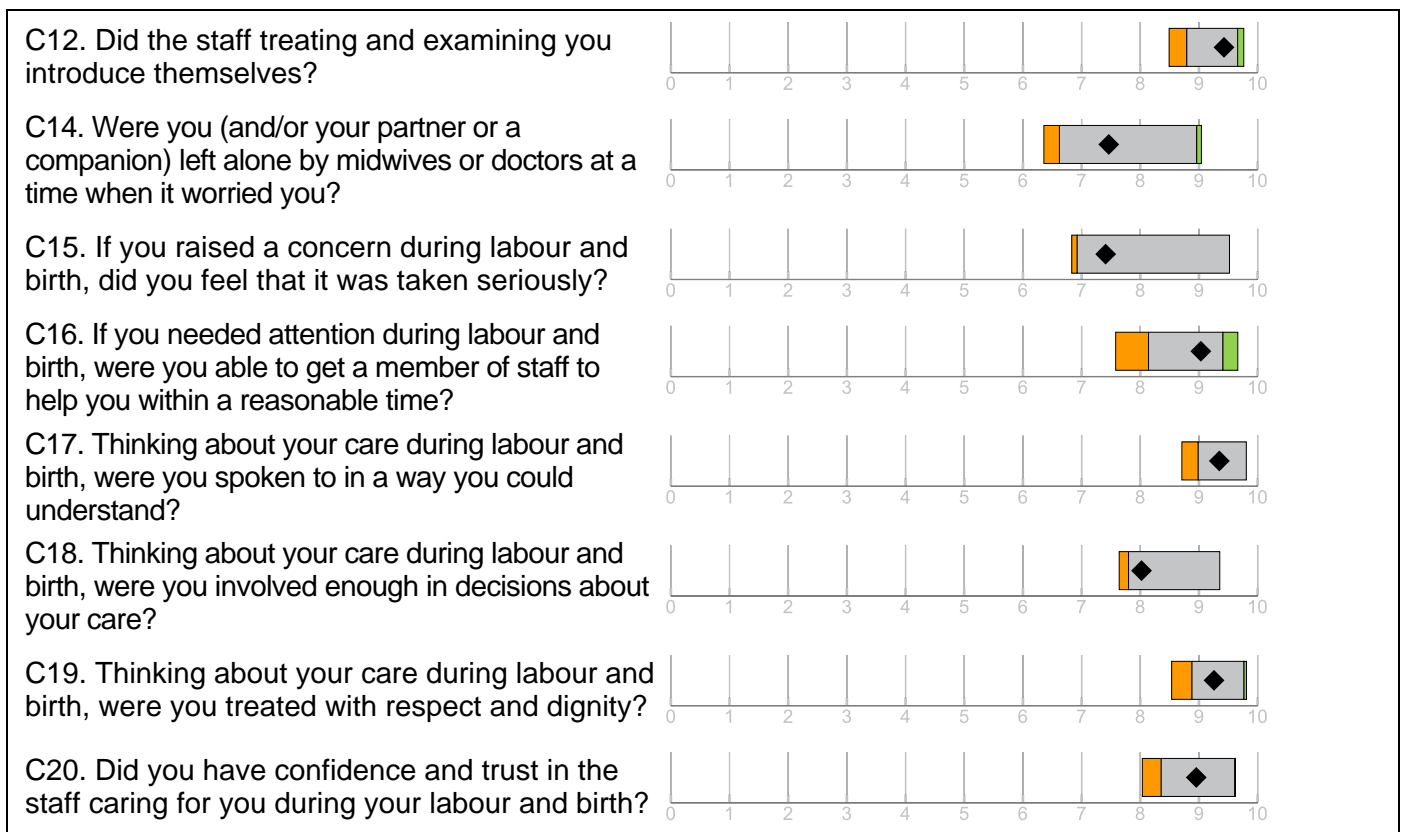 C12. Did the staff treating and examining you
introduce themselves?
0 1 2 3 4 5 6 7 8 9 10
C14. Were you (and/or your partner or a
companion) left alone by midwives or doctors at a
time when it worried you?
0 1 2 3 4 5 6 7 8 9 10
C15. If you raised a concern during labour and
birth, did you feel that it was taken seriously?
0 1 2 3 4 5 6 7 8 9 10
C16. If you needed attention during labour and
birth, were you able to get a member of staff to
help you within a reasonable time?
0 1 2 3 4 5 6 7 8 9 10
C17. Thinking about your care during labour and
birth, were you spoken to in a way you could
understand?
0 1 2 3 4 5 6 7 8 9 10
C18. Thinking about your care during labour and
birth, were you involved enough in decisions about
your care?
0 1 2 3 4 5 6 7 8 9 10
C19. Thinking about your care during labour and
birth, were you treated with respect and dignity?
0 1 2 3 4 5 6 7 8 9 10
C20. Did you have confidence and trust in the
staff caring for you during your labour and birth?
0 1 2 3 4 5 6 7 8 9 10